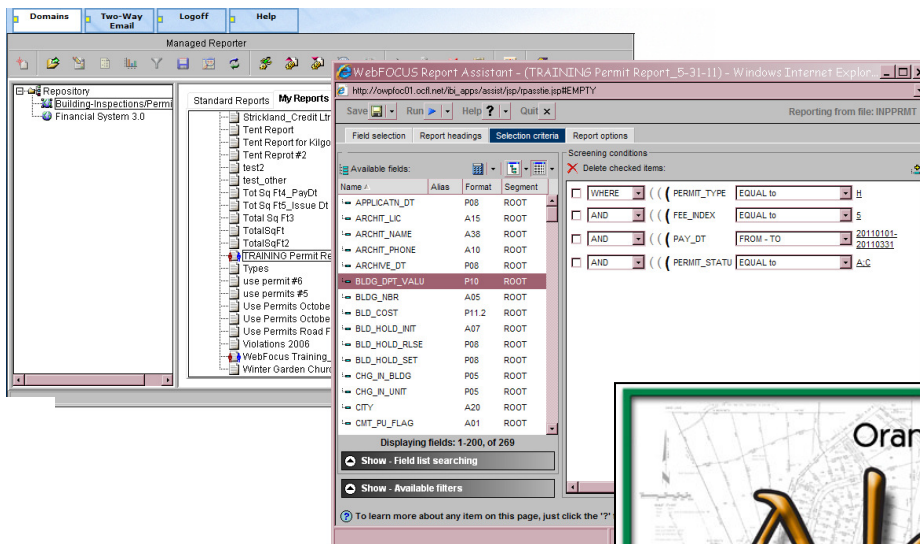 Domains
Two-Way
Email
Logoff
Help
Managed Reporter
Repository
Building-Inspections/Permi
Financial System 3.0
Standard Reports My Reports
Strickland_Credit Ltr
Tent Report
Tent Report for Kilgo
Tent Reprot #2
test2
test_other
Tot Sq Ft4_PayDt
Tot Sq Ft5_Issue Dt
Total Sq Ft3
TotalSqFt
TotalSqFt2
TRAINING Permit Re
Types
use permit #6
use permits #5
Use Permits Octobe
Use Permits Octobe
Use Permits Road F
Violations 2006
WebFocus Training_
Winter Garden Churc
WebFOCUS Report Assistant - (TRAINING Permit Report_5-31-11) - Windows Internet Explor...
http://owpfoc01.ocfl.net/ibi_apps/assist/jsp/rpasstie.jsp#EMPTY
Save Run Help ? Quit x Reporting from file: INPPRMT
Field selection Report headings Selection criteria Report options
Available fields:
Name Alias Format Segment
APPLICATN_DT P08 ROOT
ARCHIT_LIC A15 ROOT
ARCHIT_NAME A38 ROOT
ARCHIT_PHONE A10 ROOT
ARCHIVE_DT P08 ROOT
BLDG_DPT_VALU P10 ROOT
BLDG_NBR A05 ROOT
BLD_COST P11.2 ROOT
BLD_HOLD_INIT A07 ROOT
BLD_HOLD_RLSE P08 ROOT
BLD_HOLD_SET P08 ROOT
CHG_IN_BLDG P05 ROOT
CHG_IN_UNIT P05 ROOT
CITY A20 ROOT
CMT_PU_FLAG A01 ROOT
Displaying fields: 1-200, of 269
Show - Field list searching
Show - Available filters
Screening conditions
Delete checked items:
WHERE ( ( ( PERMIT_TYPE EQUAL to H
AND ( ( ( FEE_INDEX EQUAL to 5
AND ( ( ( PAY_DT FROM - TO 20110101-
20110331
AND ( ( ( PERMIT_STATU EQUAL to A;C
To learn more about any item on this page, just click the '?'
Oran